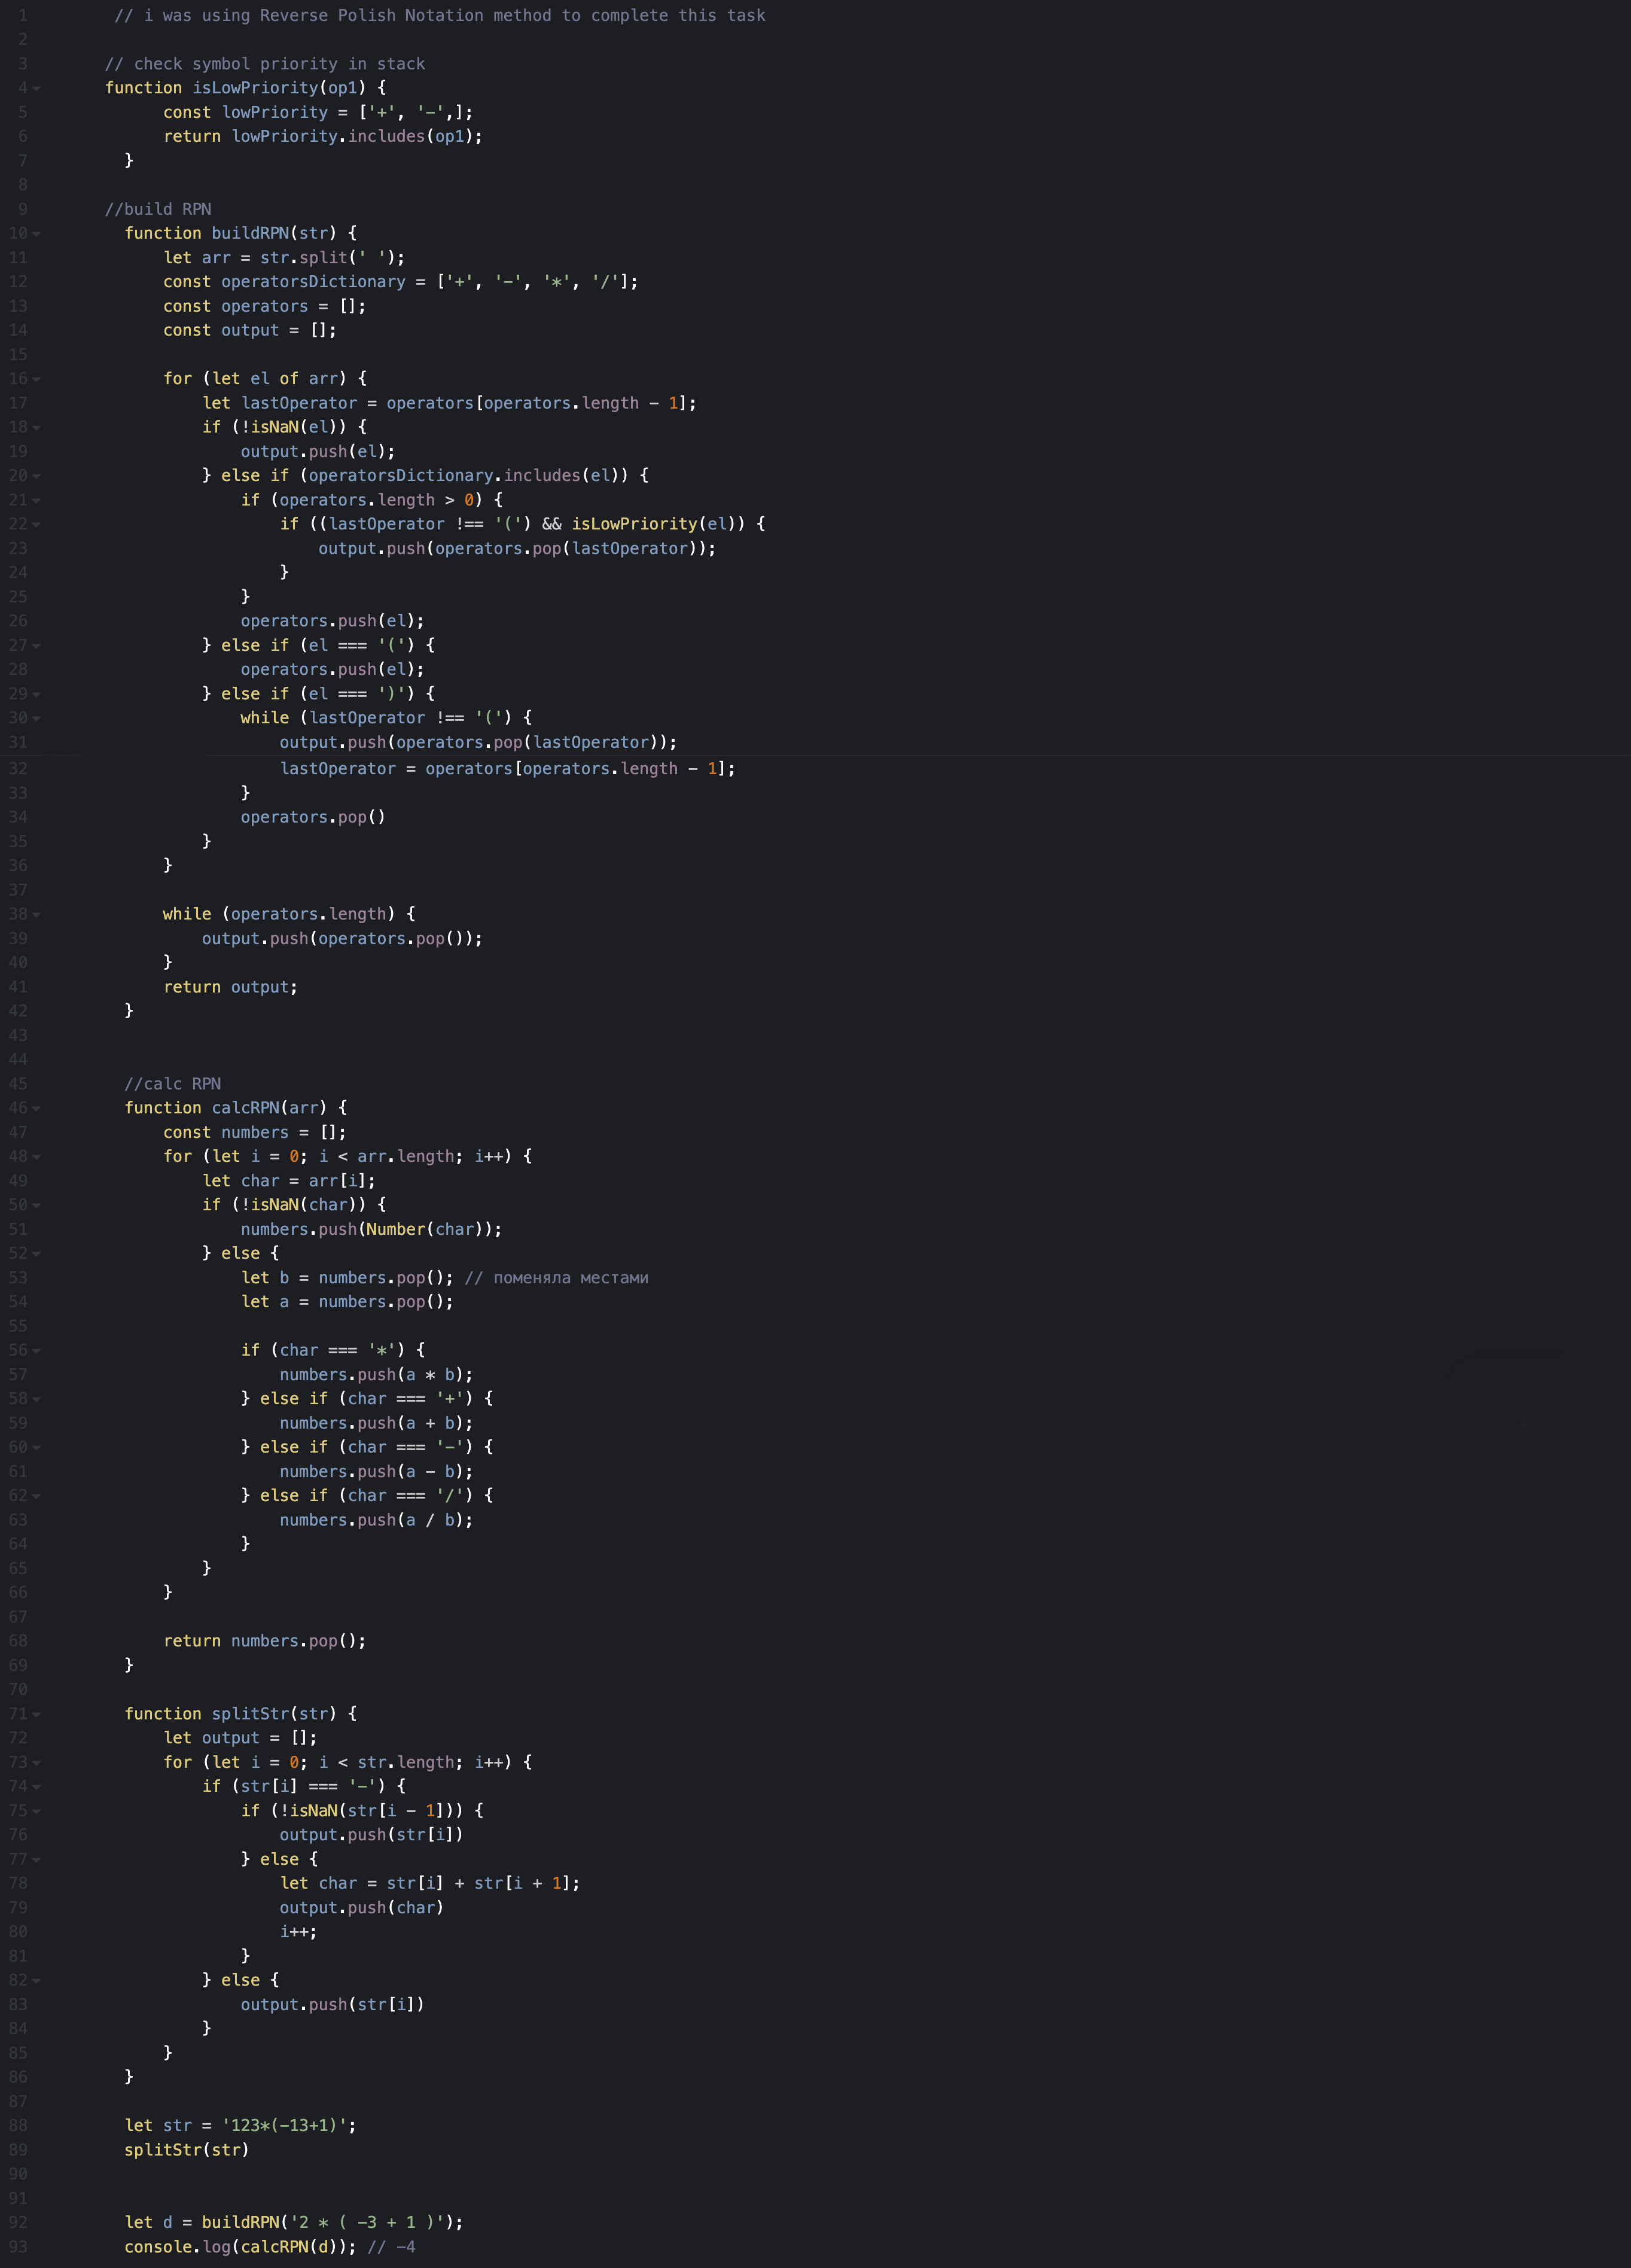 1 // i was using Reverse Polish Notation method to complete this task
2
3 // check symbol priority in stack
4 function isLowPriority(op1) {
5 const lowPriority = ['+', '-',];
6 return lowPriority.includes(op1);
7 }
8
9 //build RPN
10 function buildRPN(str) {
11 let arr = str.split(' ');
12 const operatorsDictionary = ['+', '-', '*', '/'];
13 const operators = [];
14 const output = [];
15
16 for (let el of arr) {
17 let lastOperator = operators[operators.length - 1];
18 if (!isNaN(el)) {
19 output.push(el);
20 } else if (operatorsDictionary.includes(el)) {
21 if (operators.length > 0) {
22 if ((lastOperator !== '(') && isLowPriority(el)) {
23 output.push(operators.pop(lastOperator));
24 }
25 }
26 operators.push(el);
27 } else if (el === '(') {
28 operators.push(el);
29 } else if (el === ')') {
30 while (lastOperator !== '(') {
31 output.push(operators.pop(lastOperator));
32 lastOperator = operators[operators.length - 1];
33 }
34 operators.pop()
35 }
36 }
37
38 while (operators.length) {
39 output.push(operators.pop());
40 }
41 return output;
42 }
43
44
45 //calc RPN
46 function calcRPN(arr) {
47 const numbers = [];
48 for (let i = 0; i < arr.length; i++) {
49 let char = arr[i];
50 if (!isNaN(char)) {
51 numbers.push(Number(char));
52 } else {
53 let b = numbers.pop(); // поменяла местами
54 let a = numbers.pop();
55
56 if (char === '*') {
57 numbers.push(a * b);
58 } else if (char === '+') {
59 numbers.push(a + b);
60 } else if (char === '-') {
61 numbers.push(a - b);
62 } else if (char === '/') {
63 numbers.push(a / b);
64 }
65 }
66 }
67
68 return numbers.pop();
69 }
70
71 function splitStr(str) {
72 let output = [];
73 for (let i = 0; i < str.length; i++) {
74 if (str[i] === '-') {
75 if (!isNaN(str[i - 1])) {
76 output.push(str[i])
77 } else {
78 let char = str[i] + str[i + 1];
79 output.push(char)
80 i++;
81 }
82 } else {
83 output.push(str[i])
84 }
85 }
86 }
87
88 let str = '123*(-13+1)';
89 splitStr(str)
90
91
92 let d = buildRPN('2 * ( -3 + 1 )');
93 console.log(calcRPN(d)); // -4